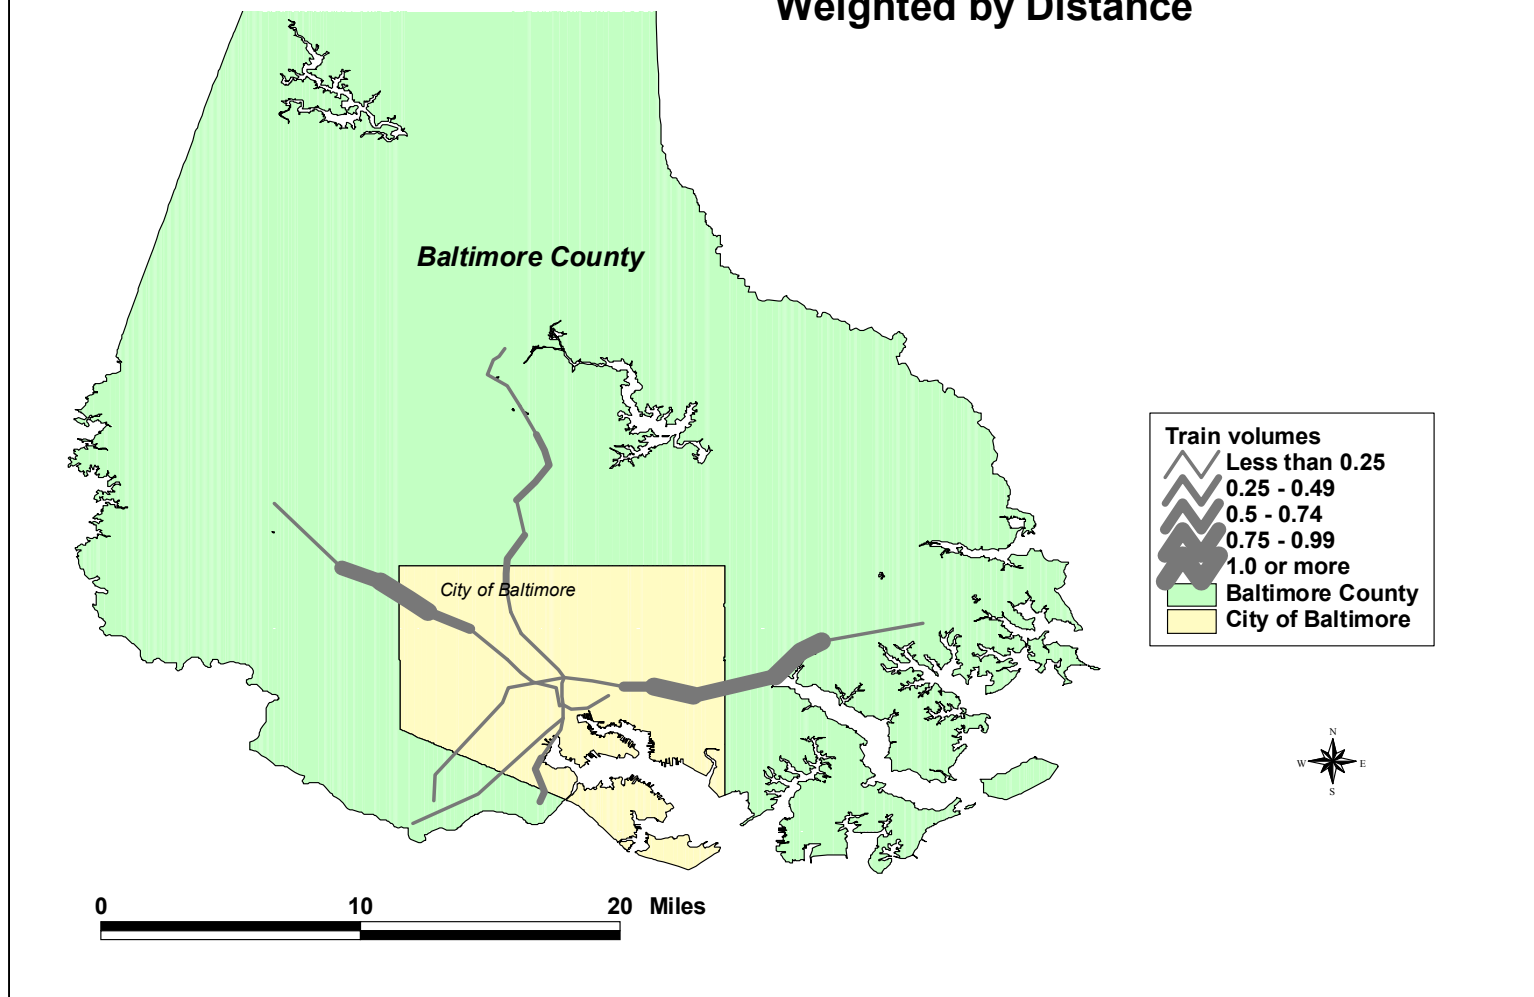 Weighted by Distance
Baltimore County
City of Baltimore
Train volumes
Less than 0.25
0.25 - 0.49
0.5 - 0.74
0.75 - 0.99
1.0 or more
Baltimore County
City of Baltimore
N
W E
S
0 10 20 Miles